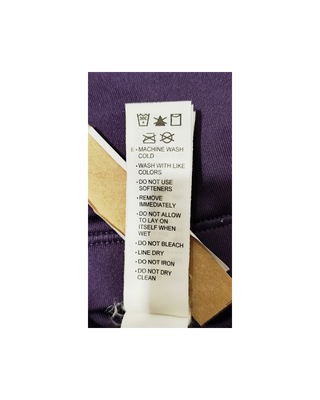 E • MACHINE WASH
COLD
• WASH WITH LIKE
COLORS
• DO NOT USE
SOFTENERS
• REMOVE
IMMEDIATELY
• DO NOT ALLOW
TO LAY ON
ITSELF WHEN
WET
• DO NOT BLEACH
• LINE DRY
• DO NOT IRON
• DO NOT DRY
CLEAN